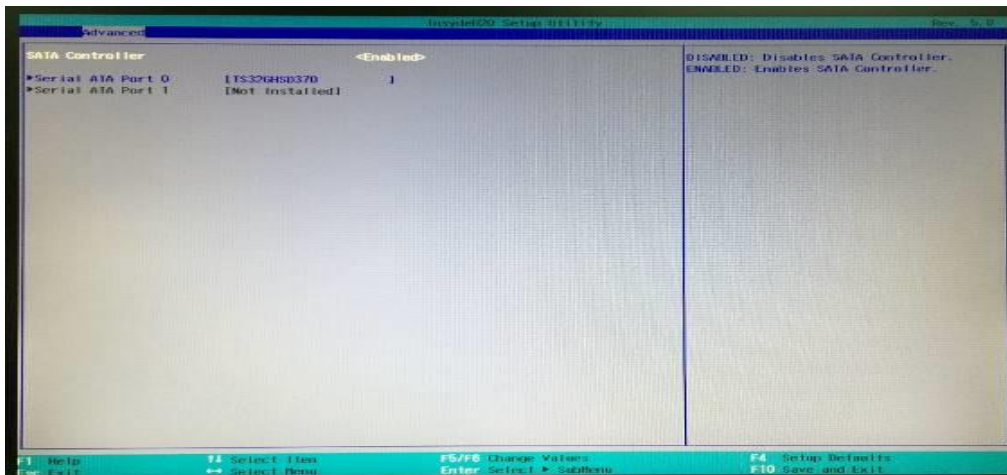 InsydeH20 Setup Utility Rev. 5.0
Advanced
SATA Controller <Enabled>
▶Serial ATA Port 0 [TS32GHSD370 ]
▶Serial ATA Port 1 [Not Installed]
DISABLED: Disables SATA Controller.
ENABLED: Enables SATA Controller.
F1 Help ↑↓ Select Item F5/F6 Change Values F4 Setup Defaults
Esc Exit ↔ Select Menu Enter Select ▶ SubMenu F10 Save and Exit